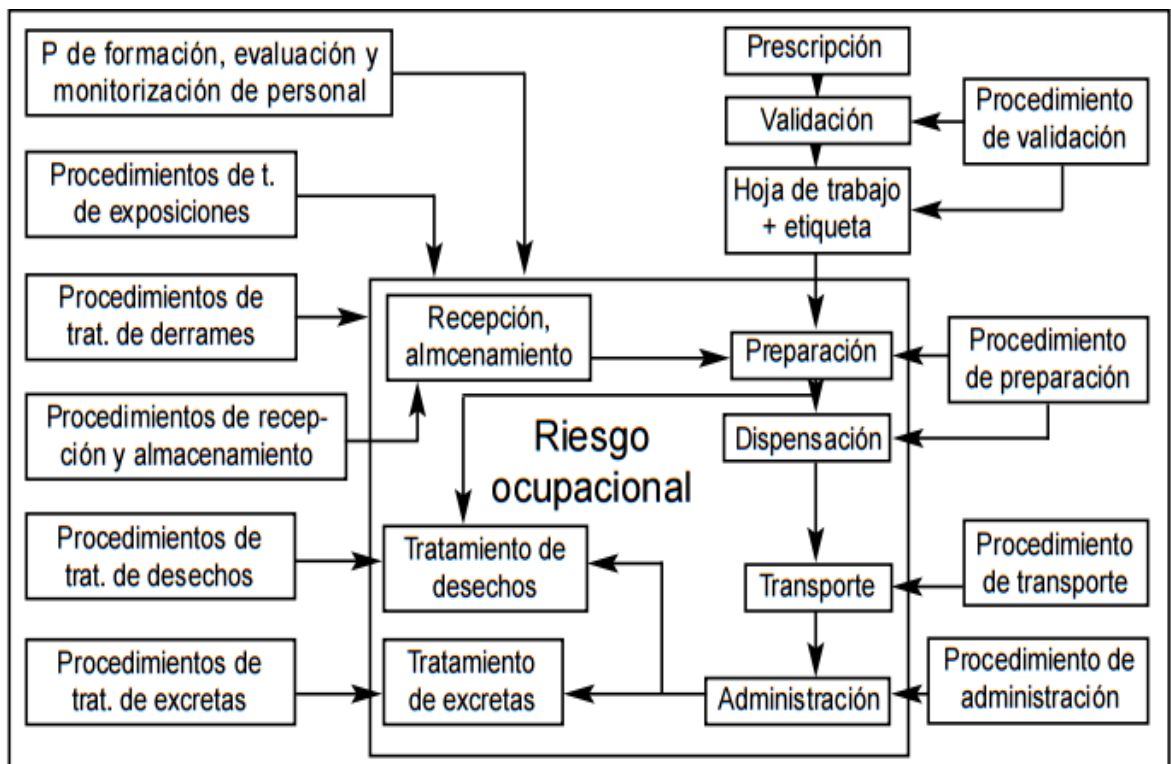 P de formación, evaluación y
monitorización de personal
Prescripción
Validación
Procedimiento
de validación
Procedimientos de t.
de exposiciones
Hoja de trabajo
+ etiqueta
Procedimientos de
trat. de derrames
Recepción,
almcenamiento
Preparación
Procedimiento
de preparación
Procedimientos de recep-
ción y almacenamiento
Riesgo
ocupacional
Dispensación
Procedimientos de
trat. de desechos
Tratamiento de
desechos
Transporte
Procedimiento
de transporte
Procedimientos de
trat. de excretas
Tratamiento
de excretas
Administración
Procedimiento de
administración